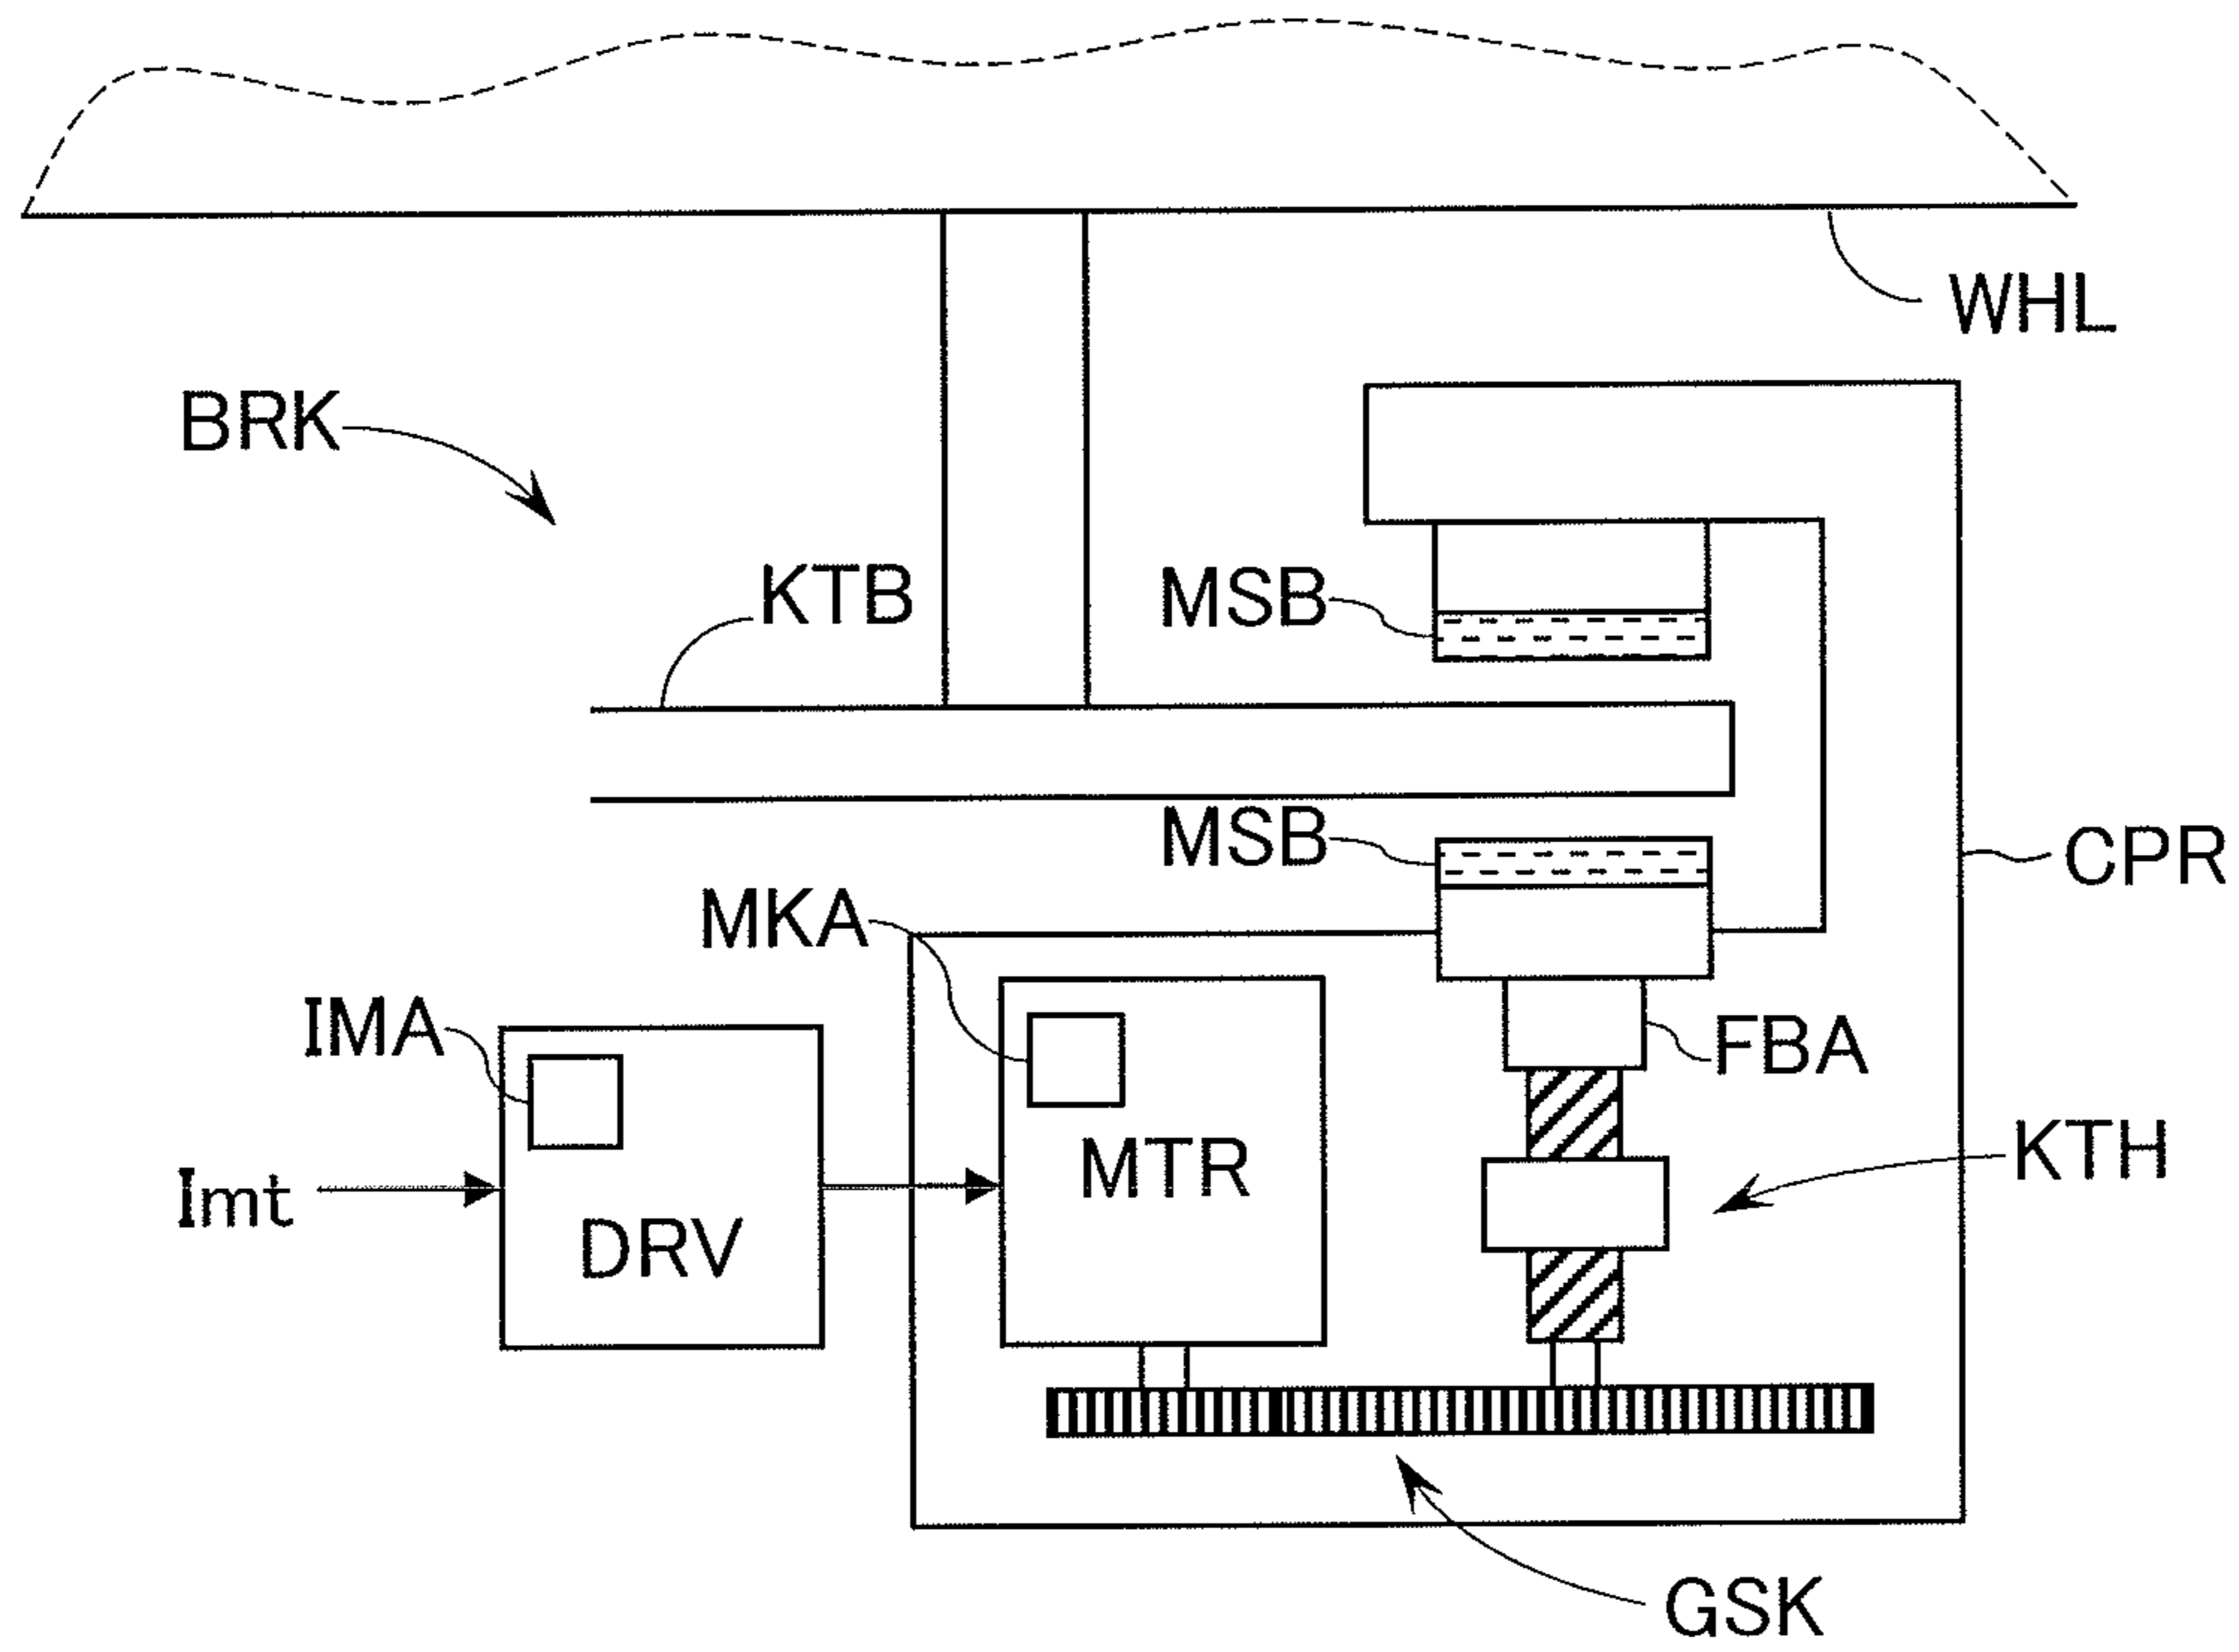 WHL
BRK
KTB
MSB
MSB
CPR
MKA
IMA
FBA
KTH
MTR
Imt
DRV
GSK